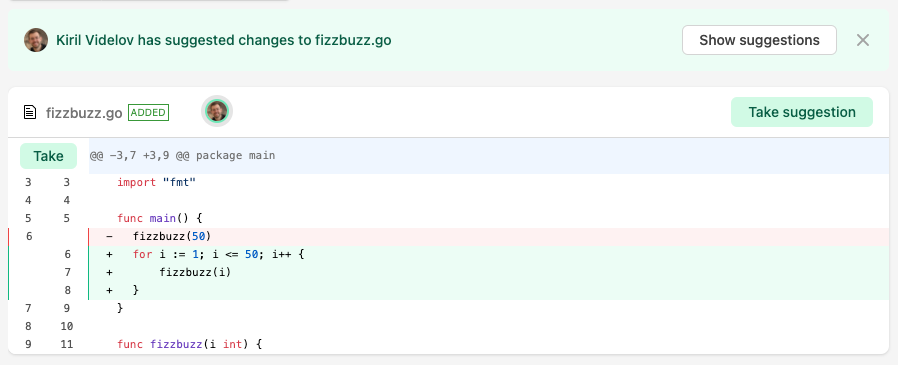 Kiril Videlov has suggested changes to fizzbuzz.go
Show suggestions
fizzbuzz.go ADDED
Take suggestion
Take
@@ -3,7 +3,9 @@ package main
3 3 import "fmt"
4 4
5 5 func main() {
6 - fizzbuzz(50)
6 + for i := 1; i <= 50; i++ {
7 + fizzbuzz(i)
8 + }
7 9 }
8 10
9 11 func fizzbuzz(i int) {